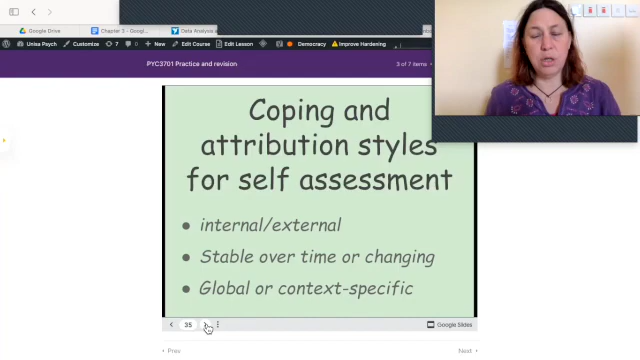 Google Drive
Chapter 2 - Googl
Data Analysis a
Unisa Psych
Customize
7
0
New
Edit Course
Edit Lesson
Democracy
Improve Hardening
PYC3701 Practice and revision
3 of 7 items
Coping and
attribution styles
for self assessment
internal/external
Stable over time or changing
Global or context-specific
35
Google Slides
Prev
Next